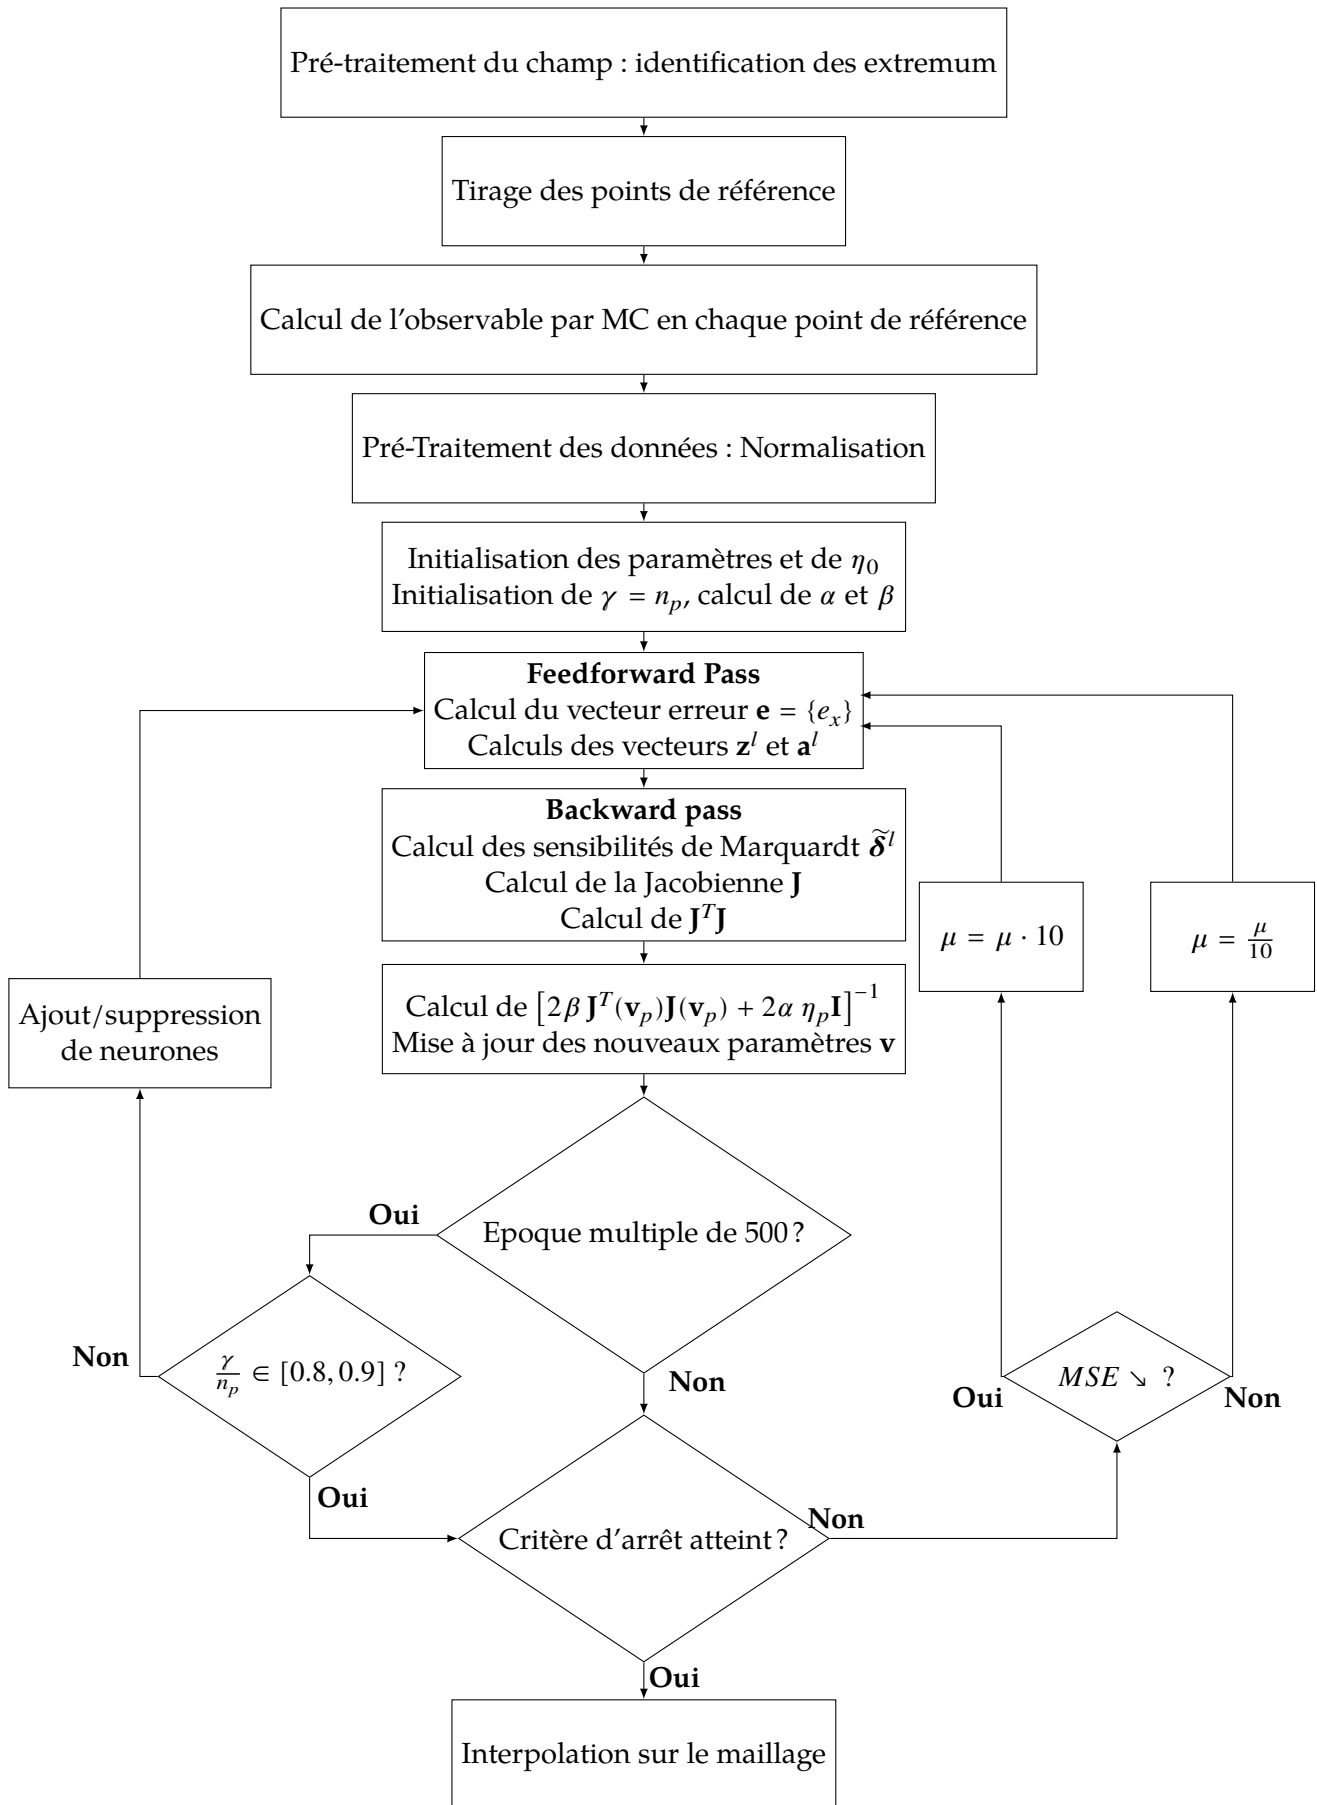 Pré-traitement du champ : identification des extremum
Tirage des points de référence
Calcul de l'observable par MC en chaque point de référence
Pré-Traitement des données : Normalisation
Initialisation des paramètres et de η₀
Initialisation de γ = n_p, calcul de α et β
Feedforward Pass
Calcul du vecteur erreur e = {e_x}
Calculs des vecteurs z^l et a^l
Backward pass
Calcul des sensibilités de Marquardt δ̃^l
Calcul de la Jacobienne J
Calcul de J^T J
μ = μ · 10
μ = μ/10
Calcul de [2β J^T(v_p)J(v_p) + 2α η_p I]^{-1}
Mise à jour des nouveaux paramètres v
Ajout/suppression
de neurones
Oui
Epoque multiple de 500 ?
Non
Non
γ/n_p ∈ [0.8, 0.9] ?
Oui
MSE ↘ ?
Oui
Non
Critère d'arrêt atteint ?
Non
Oui
Interpolation sur le maillage